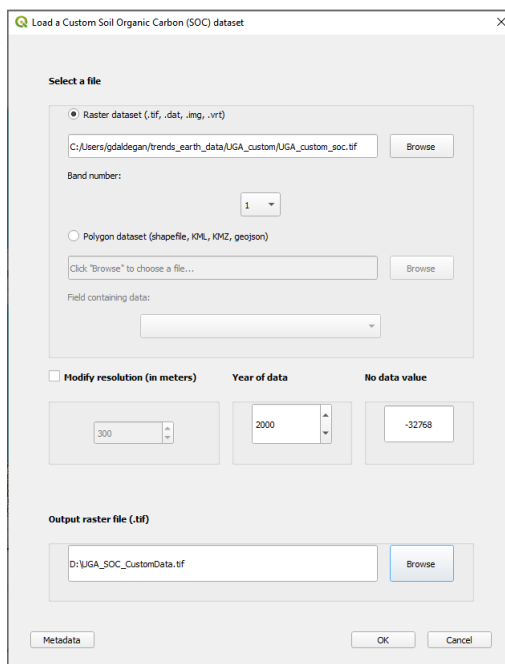 Load a Custom Soil Organic Carbon (SOC) dataset
Select a file
Raster dataset (.tif, .dat, .img, .vrt)
C:/Users/gdaldegan/trends_earth_data/UGA_custom/UGA_custom_soc.tif
Browse
Band number:
1
Polygon dataset (shapefile, KML, KMZ, geojson)
Click "Browse" to choose a file...
Browse
Field containing data:
Modify resolution (in meters)
Year of data
No data value
300
2000
-32768
Output raster file (.tif)
D:\UGA_SOC_CustomData.tif
Browse
Metadata
OK
Cancel